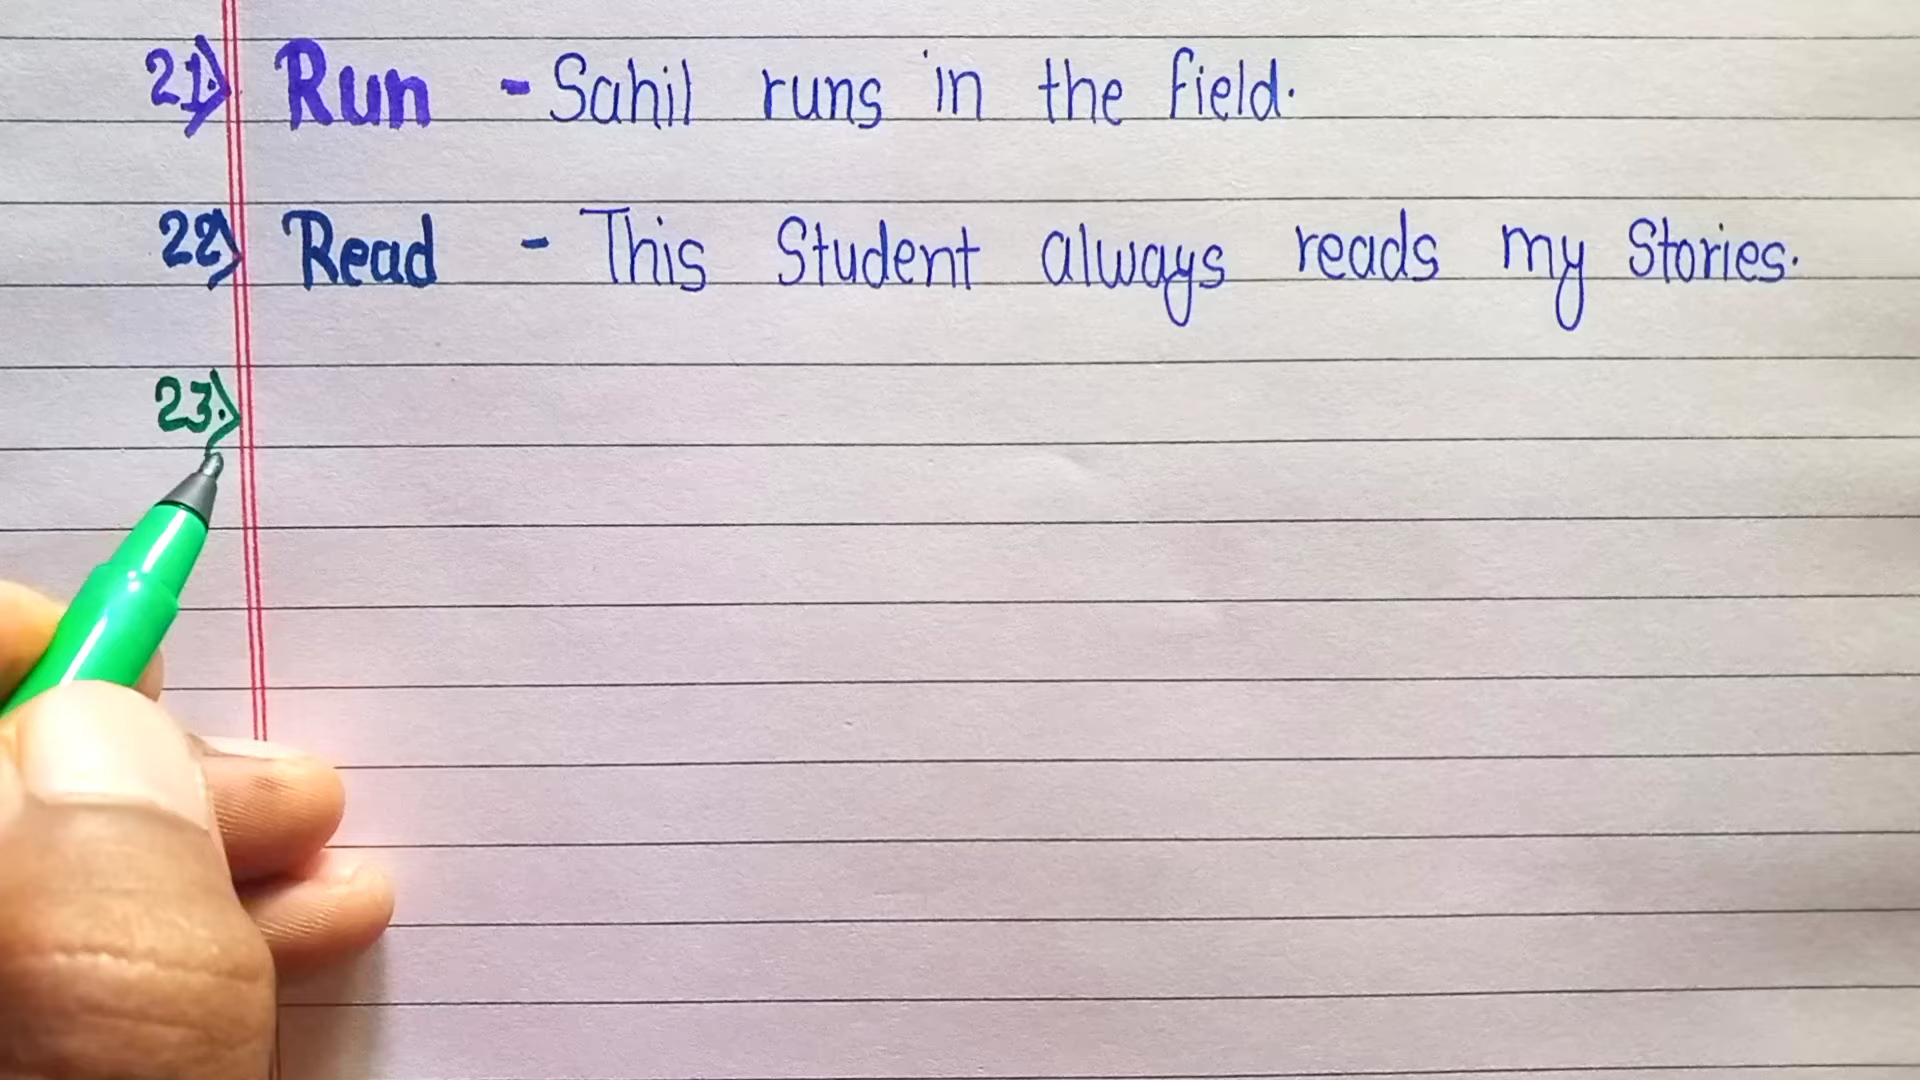 21.) Run - Sahil runs in the field.
22.) Read - This Student always reads my Stories.
23.)